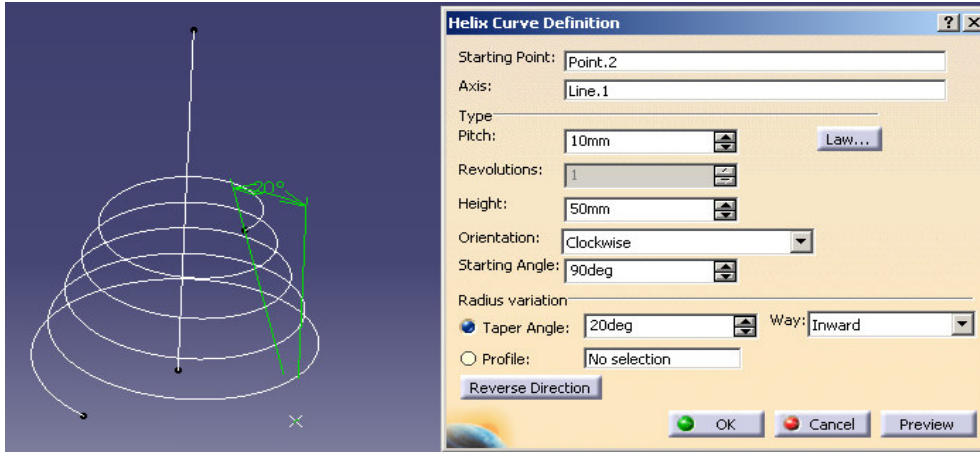 20°
Helix Curve Definition
Starting Point: Point.2
Axis: Line.1
Type
Pitch: 10mm Law...
Revolutions: 1
Height: 50mm
Orientation: Clockwise
Starting Angle: 90deg
Radius variation
Taper Angle: 20deg Way: Inward
Profile: No selection
Reverse Direction
OK Cancel Preview